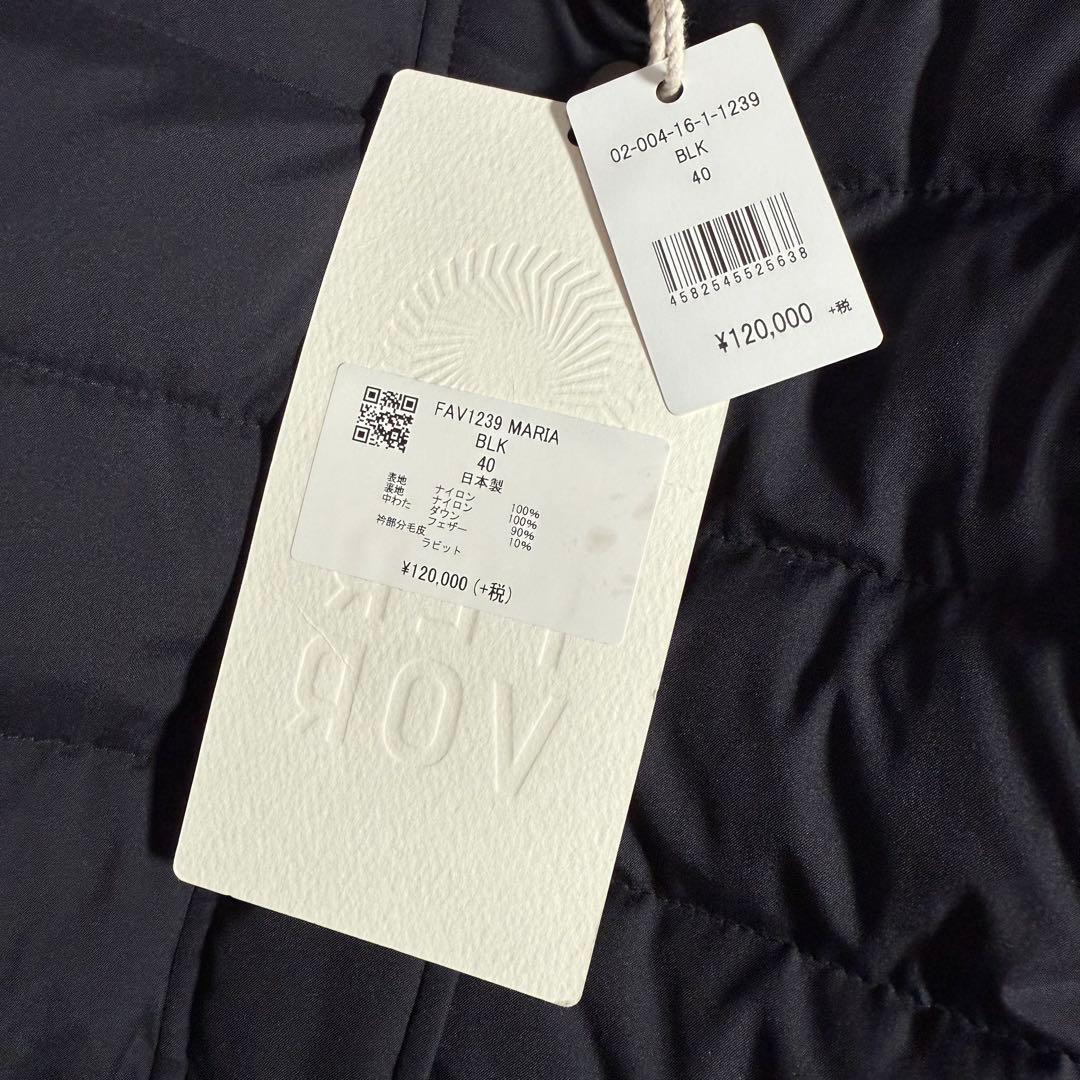 02-004-16-1-1239
BLK
40
4582545525638
¥120,000 +税
FAV1239 MARIA
BLK
40
日本製
表地 ナイロン 100%
裏地 ナイロン 100%
中わた ダウン 90%
フェザー 10%
衿部分毛皮
ラビット
¥120,000 (+税)
VOR